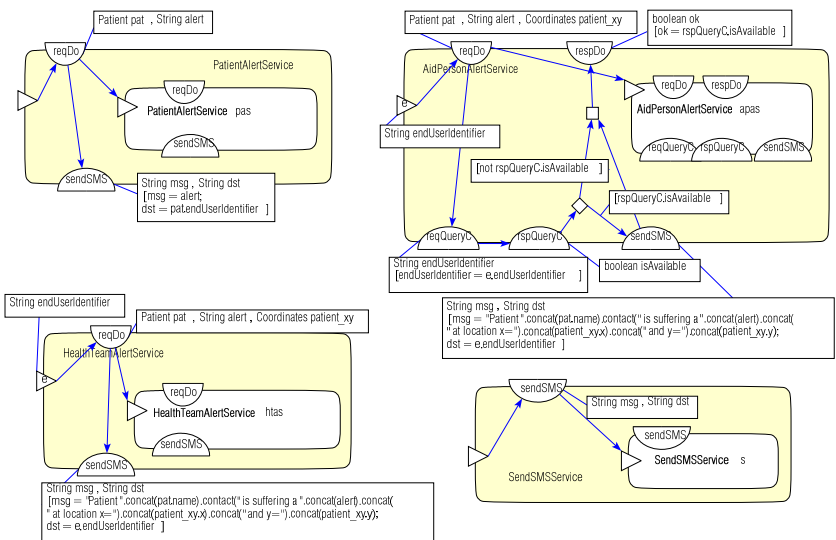 Patient pat , String alert
reqDo
PatientAlertService
reqDo
PatientAlertService pas
sendSMS
sendSMS
String msg , String dst
[msg = alert;
dst = pat.endUserIdentifier ]
Patient pat , String alert , Coordinates patient_xy
boolean ok
[ok = rspQueryC.isAvailable ]
reqDo
respDo
AidPersonAlertService
e
String endUserIdentifier
reqDo
respDo
AidPersonAlertService apas
reqQueryC
rspQueryC
sendSMS
[not rspQueryC.isAvailable ]
[rspQueryC.isAvailable ]
reqQueryC
rspQueryC
sendSMS
String endUserIdentifier
[endUserIdentifier = e.endUserIdentifier ]
boolean isAvailable
String msg , String dst
[msg = "Patient ".concat(pat.name).contact(" is suffering a ".concat(alert).concat(
" at location x=").concat(patient_xy.x).concat(" and y=").concat(patient_xy.y);
dst = e.endUserIdentifier ]
String endUserIdentifier
Patient pat , String alert , Coordinates patient_xy
reqDo
HealthTeamAlertService
e
reqDo
HealthTeamAlertService htas
sendSMS
sendSMS
String msg , String dst
[msg = "Patient ".concat(pat.name).contact(" is suffering a ".concat(alert).concat(
" at location x=").concat(patient_xy.x).concat(" and y=").concat(patient_xy.y);
dst = e.endUserIdentifier ]
sendSMS
String msg , String dst
sendSMS
SendSMSService s
SendSMSService